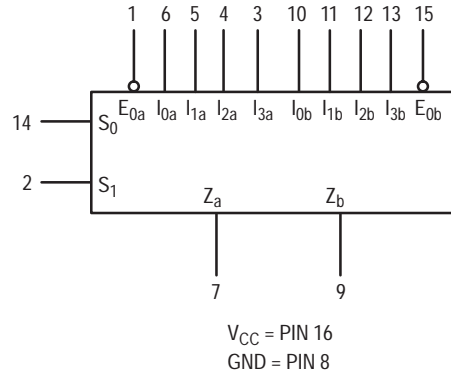 1 6 5 4 3 10 11 12 13 15
E0a I0a I1a I2a I3a I0b I1b I2b I3b E0b
14 S0
2 S1
Za Zb
7 9
VCC = PIN 16
GND = PIN 8